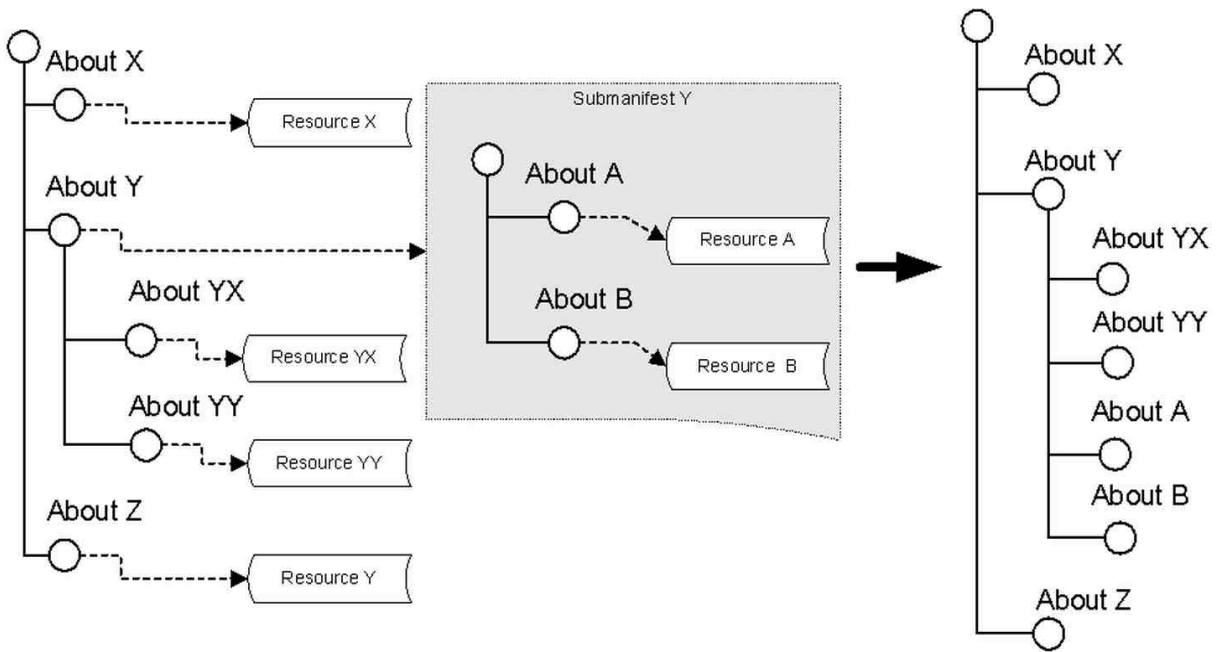 About X
Resource X
About Y
About YX
Resource YX
About YY
Resource YY
About Z
Resource Y
Submanifest Y
About A
Resource A
About B
Resource B
About X
About Y
About YX
About YY
About A
About B
About Z